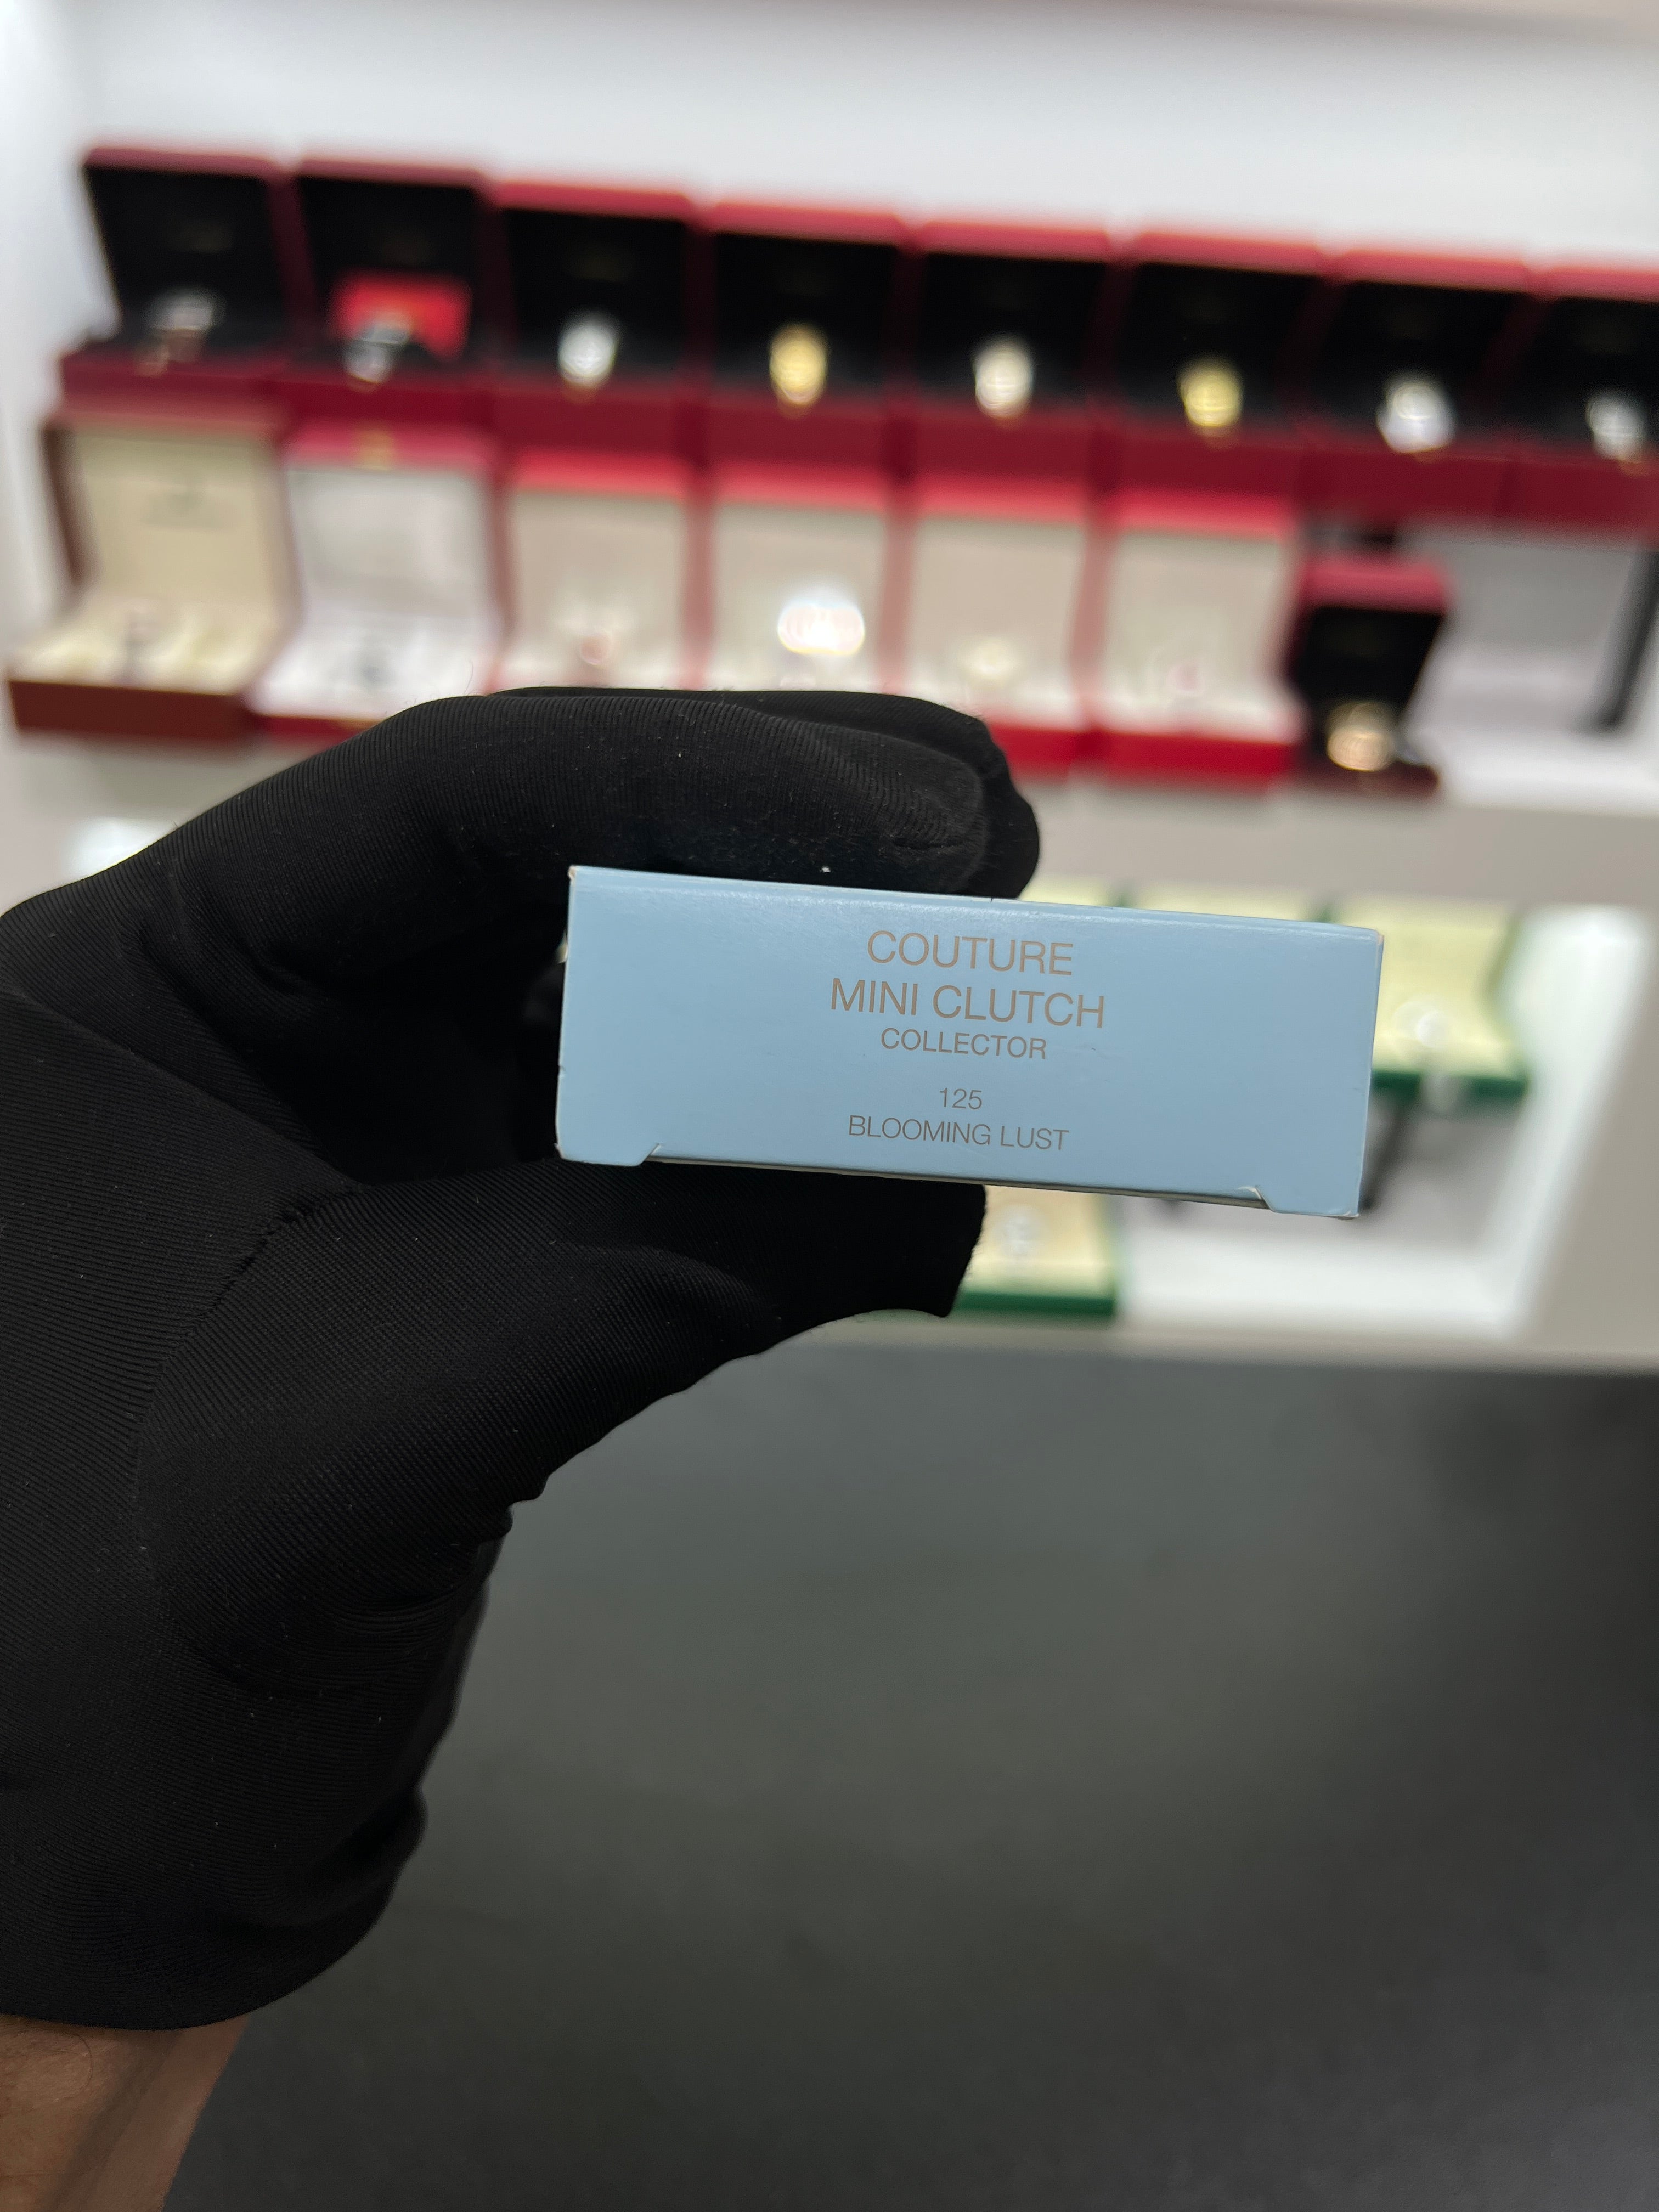 COUTURE
MINI CLUTCH
COLLECTOR
125
BLOOMING LUST